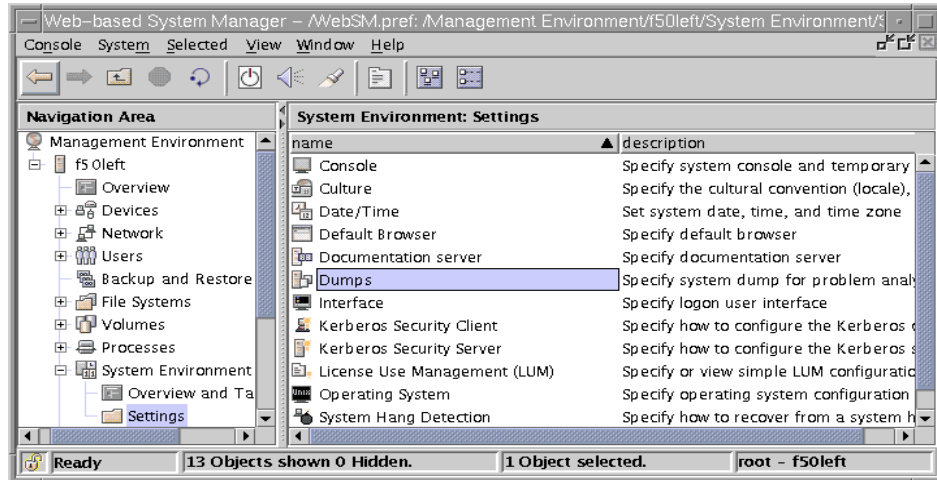 Web-based System Manager - /WebSM.pref: /Management Environment/f50left/System Environment/S
Console System Selected View Window Help
Navigation Area
Management Environment
f50left
Overview
Devices
Network
Users
Backup and Restore
File Systems
Volumes
Processes
System Environment
Overview and Ta
Settings
System Environment: Settings
name description
Console Specify system console and temporary
Culture Specify the cultural convention (locale),
Date/Time Set system date, time, and time zone
Default Browser Specify default browser
Documentation server Specify documentation server
Dumps Specify system dump for problem analy
Interface Specify logon user interface
Kerberos Security Client Specify how to configure the Kerberos c
Kerberos Security Server Specify how to configure the Kerberos s
License Use Management (LUM) Specify or view simple LUM configuratio
Operating System Specify operating system configuration
System Hang Detection Specify how to recover from a system h
Ready 13 Objects shown 0 Hidden. 1 Object selected. root - f50left